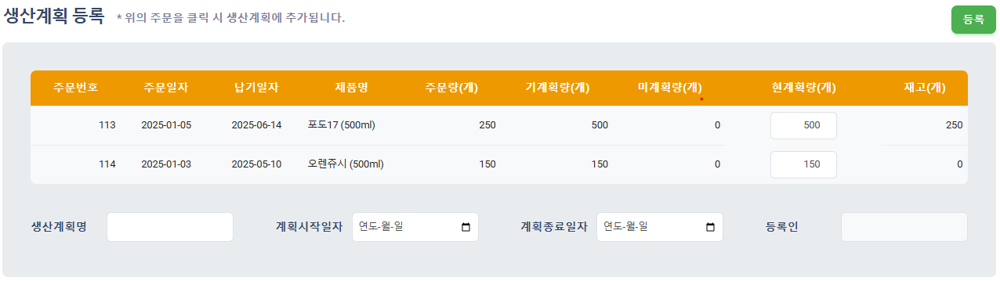 생산계획 등록 * 위의 주문을 클릭 시 생산계획에 추가됩니다. 등록
주문번호 주문일자 납기일자 제품명 주문량(개) 기계획량(개) 미계획량(개) 현계획량(개) 재고(개)
113 2025-01-05 2025-06-14 포도17 (500ml) 250 500 0 500 250
114 2025-01-03 2025-05-10 오렌쥬시 (500ml) 150 150 0 150 0
생산계획명 계획시작일자 연도-월-일 계획종료일자 연도-월-일 등록인